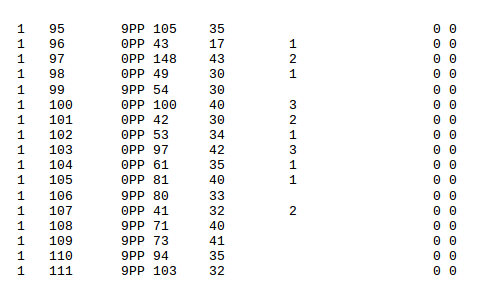 1 95 9PP 105 35 0 0
1 96 0PP 43 17 1 0 0
1 97 0PP 148 43 2 0 0
1 98 0PP 49 30 1 0 0
1 99 9PP 54 30 0 0
1 100 0PP 100 40 3 0 0
1 101 0PP 42 30 2 0 0
1 102 0PP 53 34 1 0 0
1 103 0PP 97 42 3 0 0
1 104 0PP 61 35 1 0 0
1 105 0PP 81 40 1 0 0
1 106 9PP 80 33 0 0
1 107 0PP 41 32 2 0 0
1 108 9PP 71 40 0 0
1 109 9PP 73 41 0 0
1 110 9PP 94 35 0 0
1 111 9PP 103 32 0 0